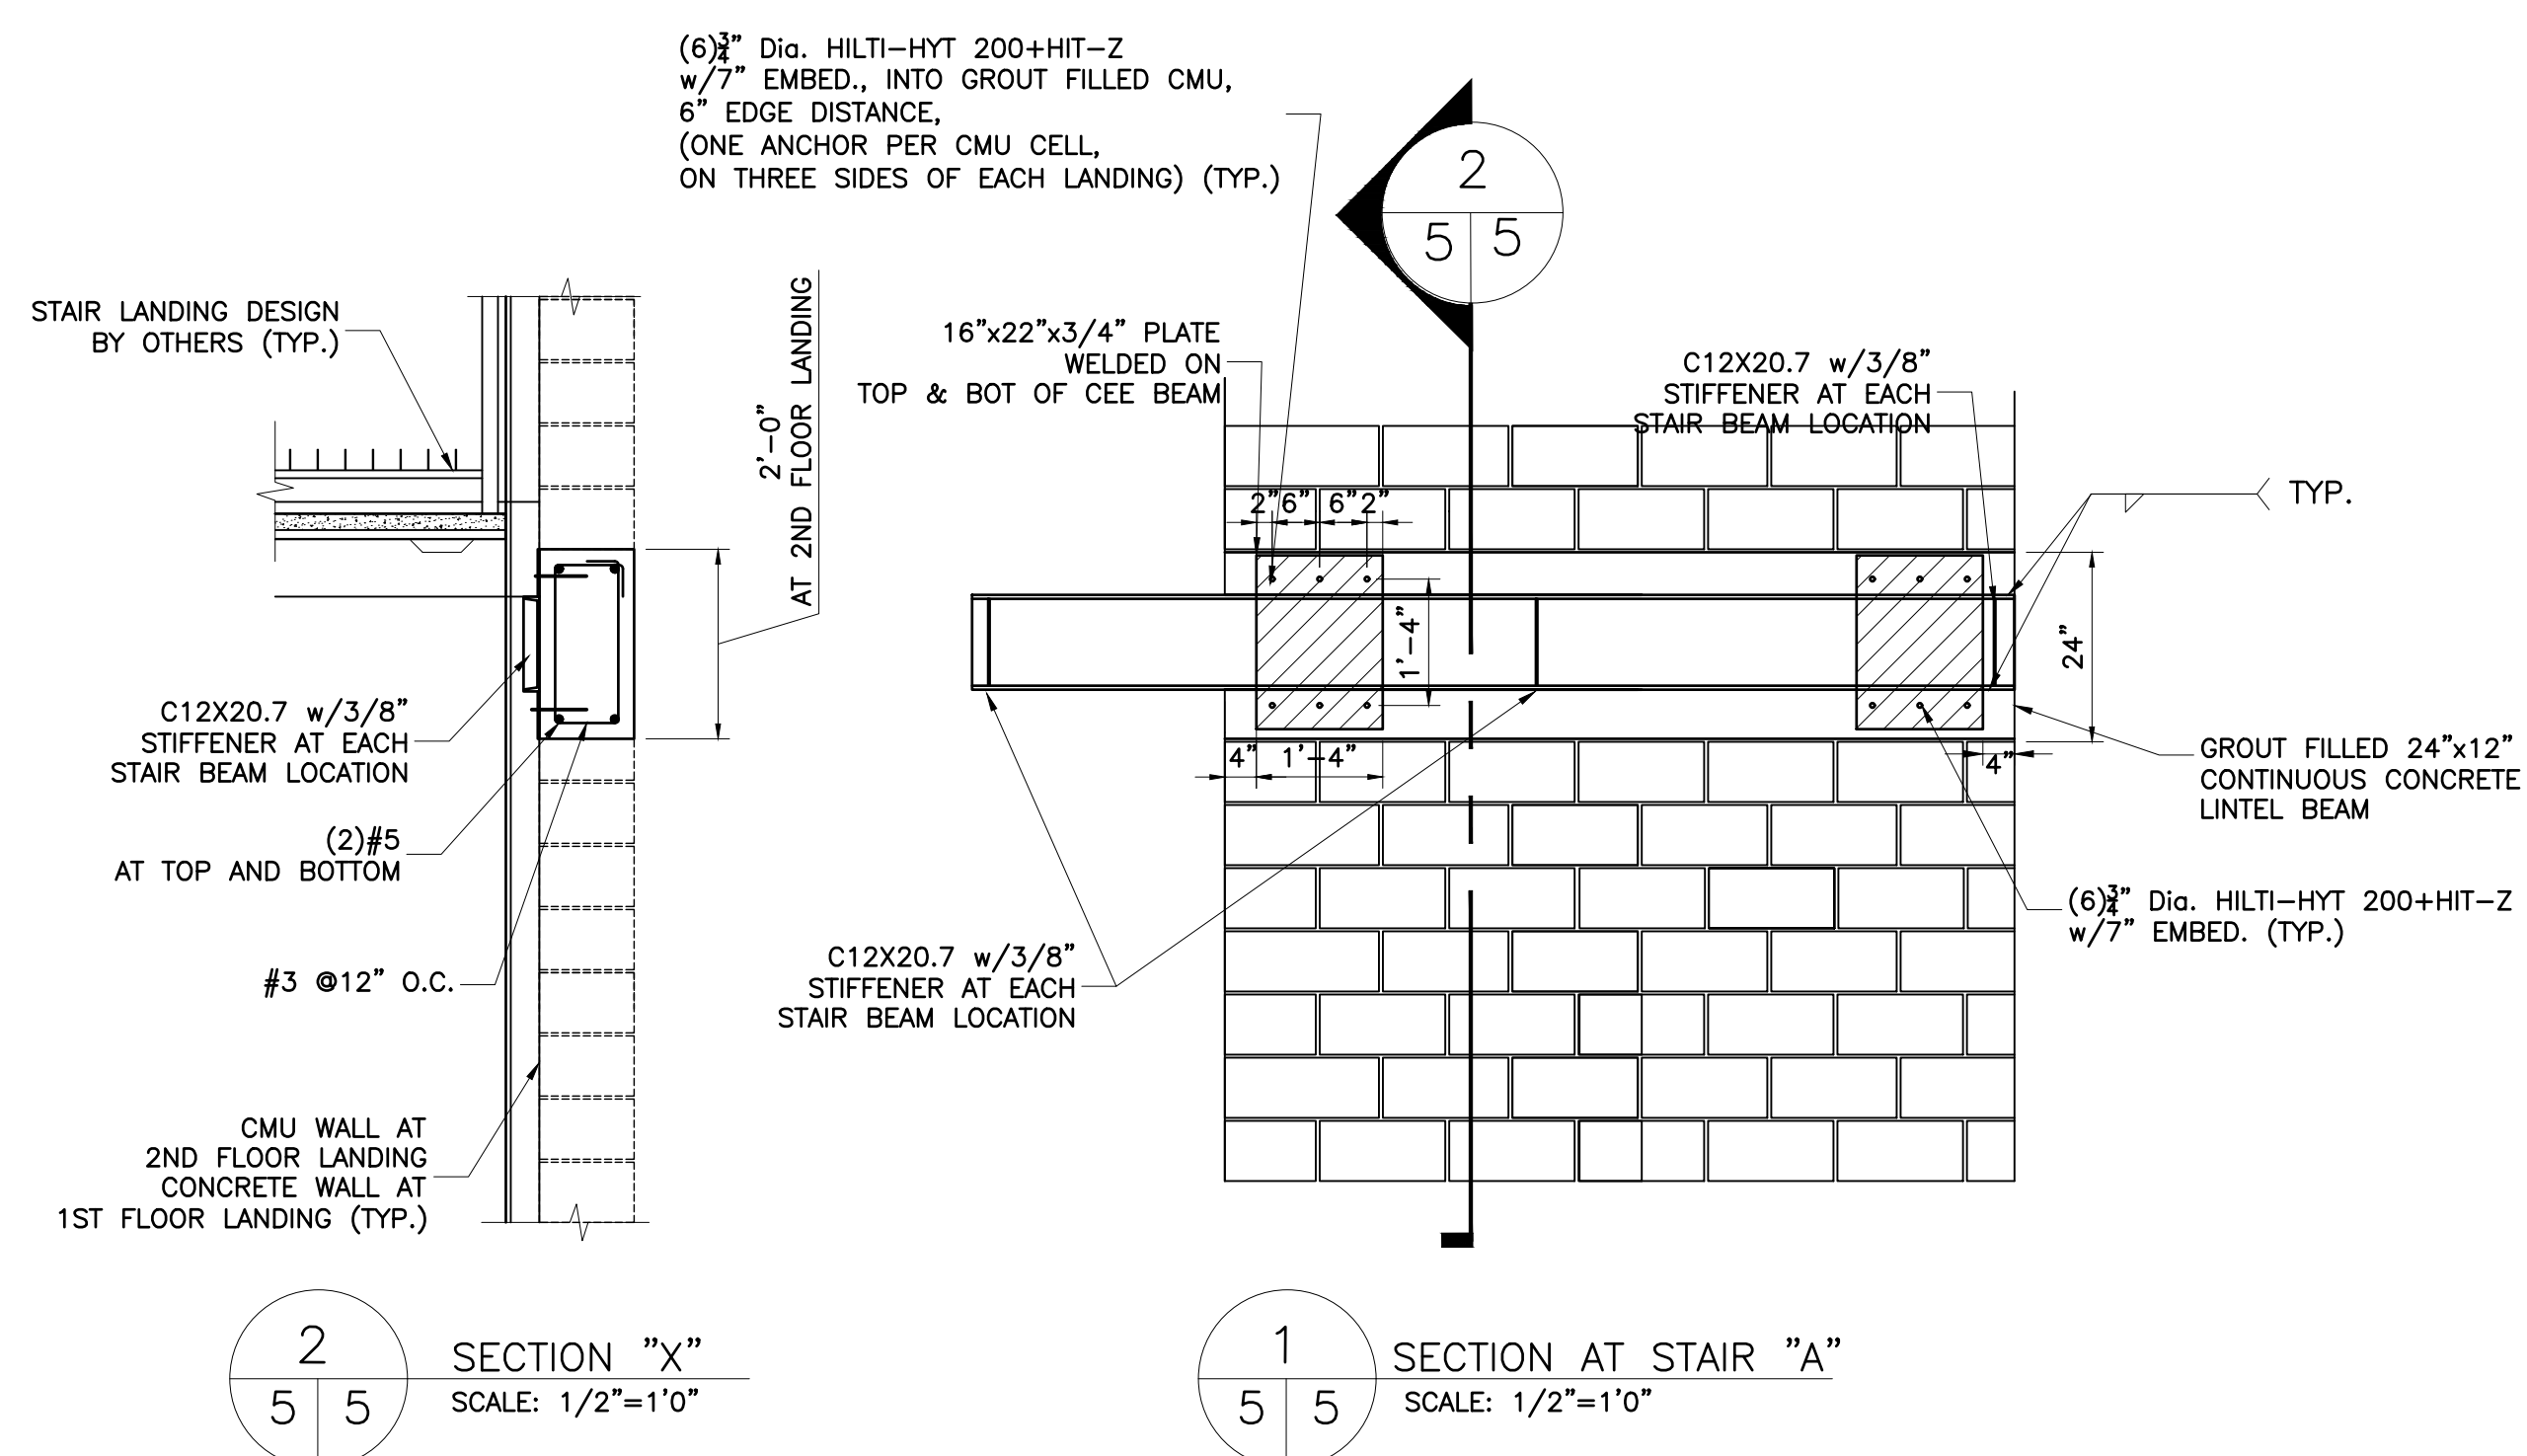 (6)3/4" Dia. HILTI-HYT 200+HIT-Z
w/7" EMBED., INTO GROUT FILLED CMU,
6" EDGE DISTANCE,
(ONE ANCHOR PER CMU CELL,
ON THREE SIDES OF EACH LANDING) (TYP.)
2
5 5
STAIR LANDING DESIGN
BY OTHERS (TYP.)
2'-0"
AT 2ND FLOOR LANDING
C12X20.7 w/3/8"
STIFFENER AT EACH
STAIR BEAM LOCATION
(2)#5
AT TOP AND BOTTOM
#3 @12" O.C.
CMU WALL AT
2ND FLOOR LANDING
CONCRETE WALL AT
1ST FLOOR LANDING (TYP.)
2
5 5
SECTION "X"
SCALE: 1/2"=1'0"
16"x22"x3/4" PLATE
WELDED ON
TOP & BOT OF CEE BEAM
C12X20.7 w/3/8"
STIFFENER AT EACH
STAIR BEAM LOCATION
TYP.
2" 6" 6" 2"
1'-4"
24"
4" 1'-4"
4"
GROUT FILLED 24"x12"
CONTINUOUS CONCRETE
LINTEL BEAM
(6)3/4" Dia. HILTI-HYT 200+HIT-Z
w/7" EMBED. (TYP.)
C12X20.7 w/3/8"
STIFFENER AT EACH
STAIR BEAM LOCATION
1
5 5
SECTION AT STAIR "A"
SCALE: 1/2"=1'0"